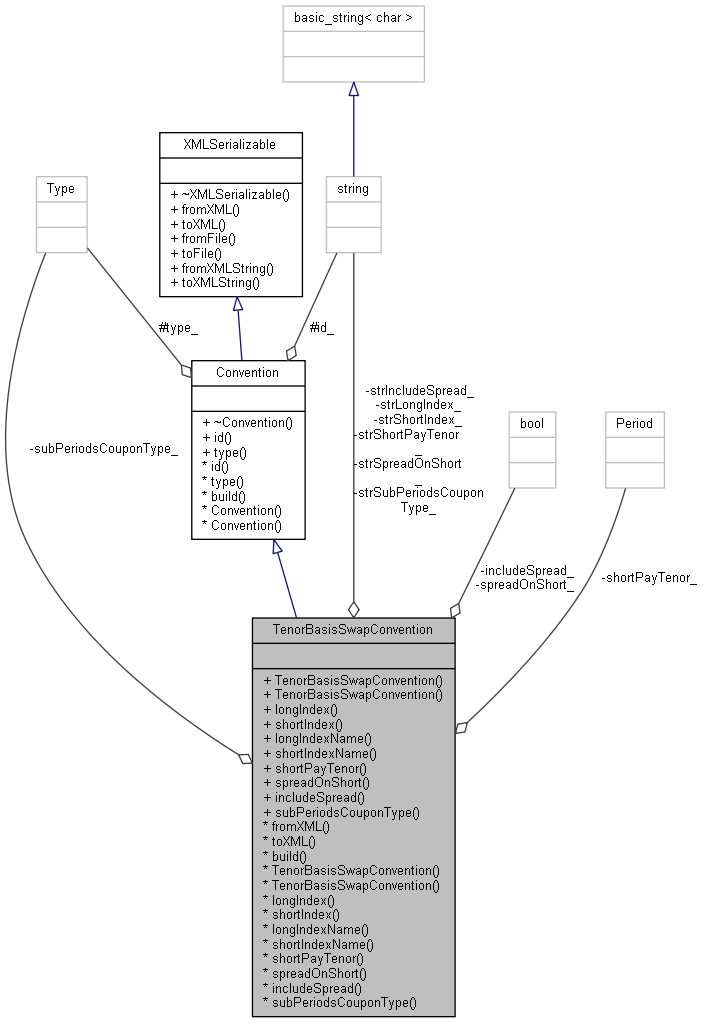 basic_string< char >
XMLSerializable
+ ~XMLSerializable()
+ fromXML()
+ toXML()
+ fromFile()
+ toFile()
+ fromXMLString()
+ toXMLString()
Type
string
#type_
#id_
Convention
+ ~Convention()
+ id()
+ type()
* id()
* type()
* build()
* Convention()
* Convention()
-subPeriodsCouponType_
-strIncludeSpread_
-strLongIndex_
-strShortIndex_
-strShortPayTenor
_
-strSpreadOnShort
_
-strSubPeriodsCoupon
Type_
bool
Period
-includeSpread_
-spreadOnShort_
-shortPayTenor_
TenorBasisSwapConvention
+ TenorBasisSwapConvention()
+ TenorBasisSwapConvention()
+ longIndex()
+ shortIndex()
+ longIndexName()
+ shortIndexName()
+ shortPayTenor()
+ spreadOnShort()
+ includeSpread()
+ subPeriodsCouponType()
* fromXML()
* toXML()
* build()
* TenorBasisSwapConvention()
* TenorBasisSwapConvention()
* longIndex()
* shortIndex()
* longIndexName()
* shortIndexName()
* shortPayTenor()
* spreadOnShort()
* includeSpread()
* subPeriodsCouponType()